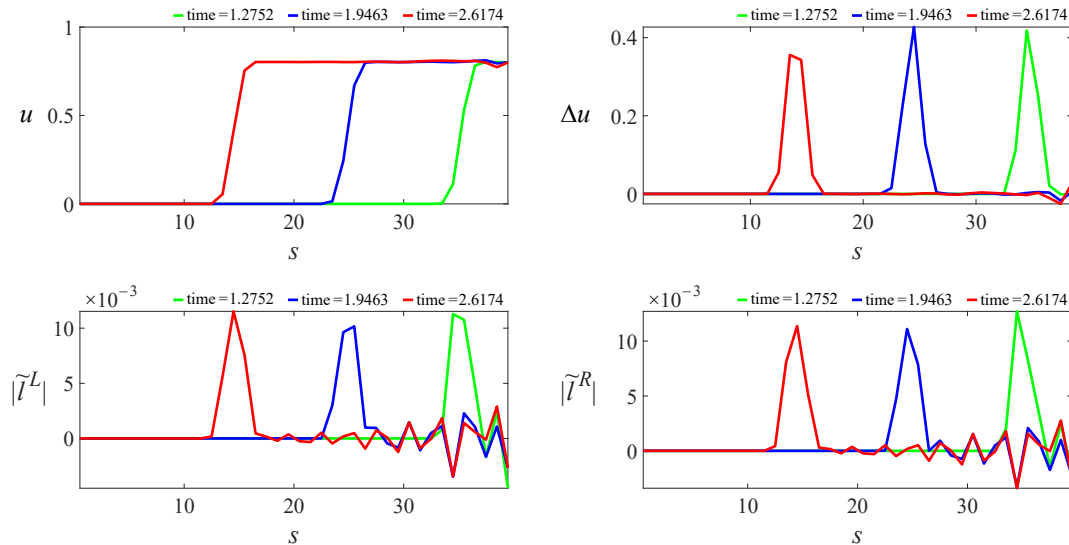 time=1.2752 time=1.9463 time=2.6174
1
0.5
0
u
10 20 30
s
time=1.2752 time=1.9463 time=2.6174
0.4
0.2
0
Δu
10 20 30
s
×10⁻³ time=1.2752 time=1.9463 time=2.6174
10
5
0
|l̃ᴸ|
10 20 30
s
×10⁻³ time=1.2752 time=1.9463 time=2.6174
10
5
0
|l̃ᴿ|
10 20 30
s